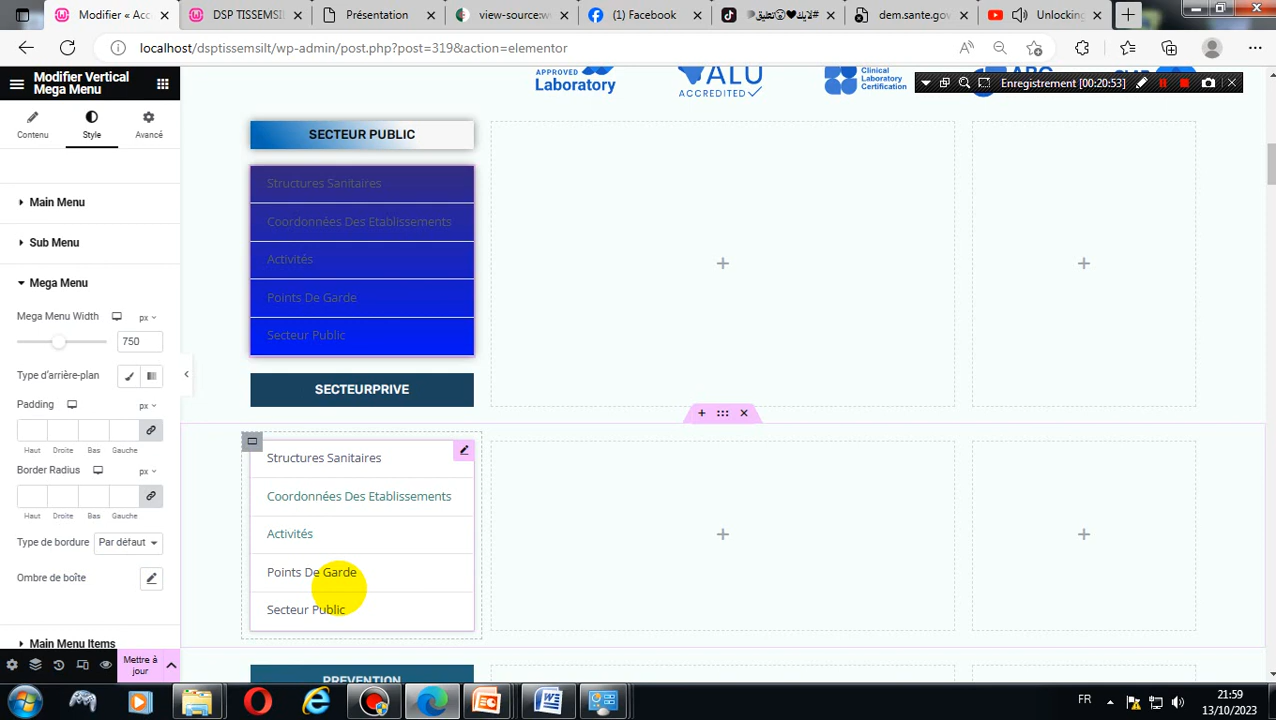 Modifier « Acc
DSP TISSEMSIL
Présentation
view-source:w
(1) Facebook
Unlocking
dem.sante.gov
localhost/dsptissemsilt/wp-admin/post.php?post=319&action=elementor
Modifier Vertical
Mega Menu
Contenu
Style
Avancé
Main Menu
Sub Menu
Mega Menu
Mega Menu Width
px
750
Type d'arrière-plan
Padding
px
Haut
Droite
Bas
Gauche
Border Radius
px
Haut
Droite
Bas
Gauche
Type de bordure
Par défaut
Ombre de boîte
Main Menu Items
Mettre à
jour
APPROVED
Laboratory
VALU
ACCREDITED
Clinical
Laboratory
Certification
Enregistrement [00:20:53]
SECTEUR PUBLIC
Structures Sanitaires
Coordonnées Des Etablissements
Activités
Points De Garde
Secteur Public
SECTEURPRIVE
Structures Sanitaires
Coordonnées Des Etablissements
Activités
Points De Garde
Secteur Public
PREVENTION
FR
21:59
13/10/2023